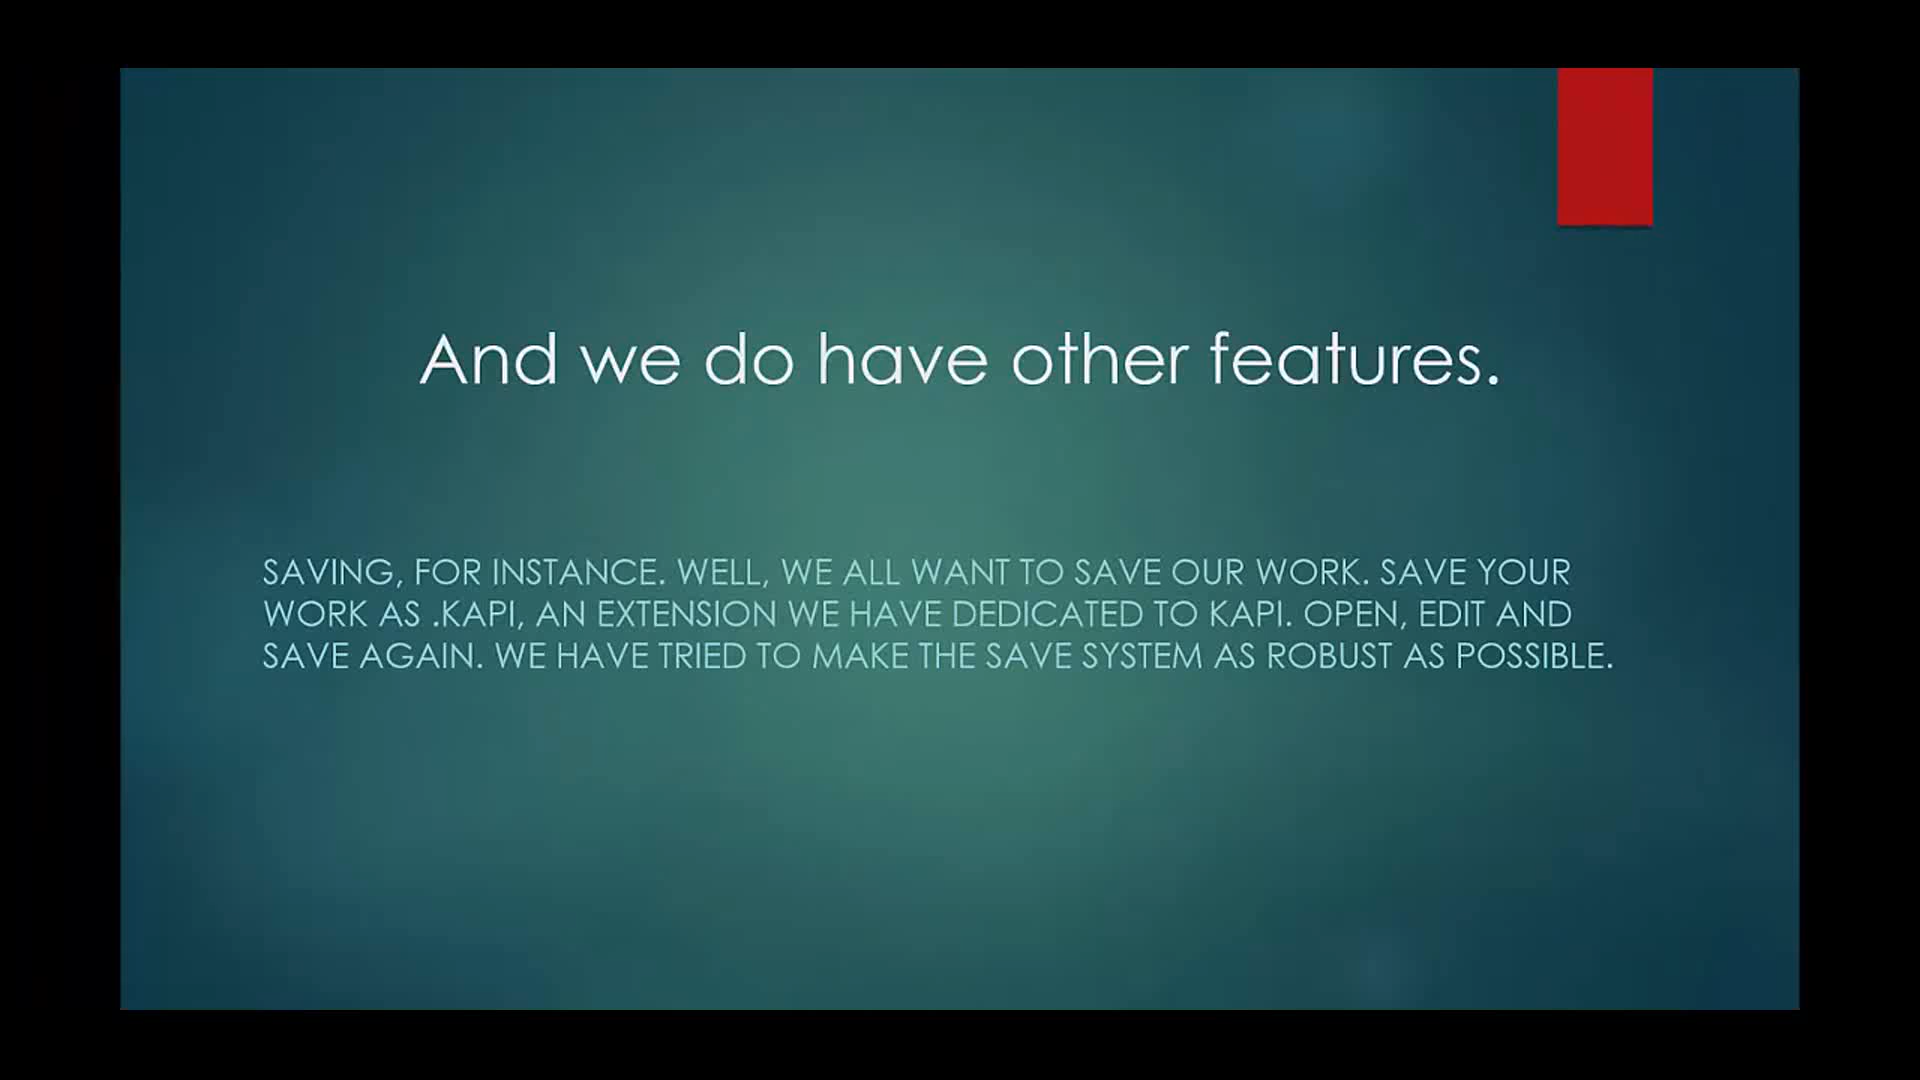 And we do have other features.
SAVING, FOR INSTANCE. WELL, WE ALL WANT TO SAVE OUR WORK. SAVE YOUR
WORK AS .KAPI, AN EXTENSION WE HAVE DEDICATED TO KAPI. OPEN, EDIT AND
SAVE AGAIN. WE HAVE TRIED TO MAKE THE SAVE SYSTEM AS ROBUST AS POSSIBLE.